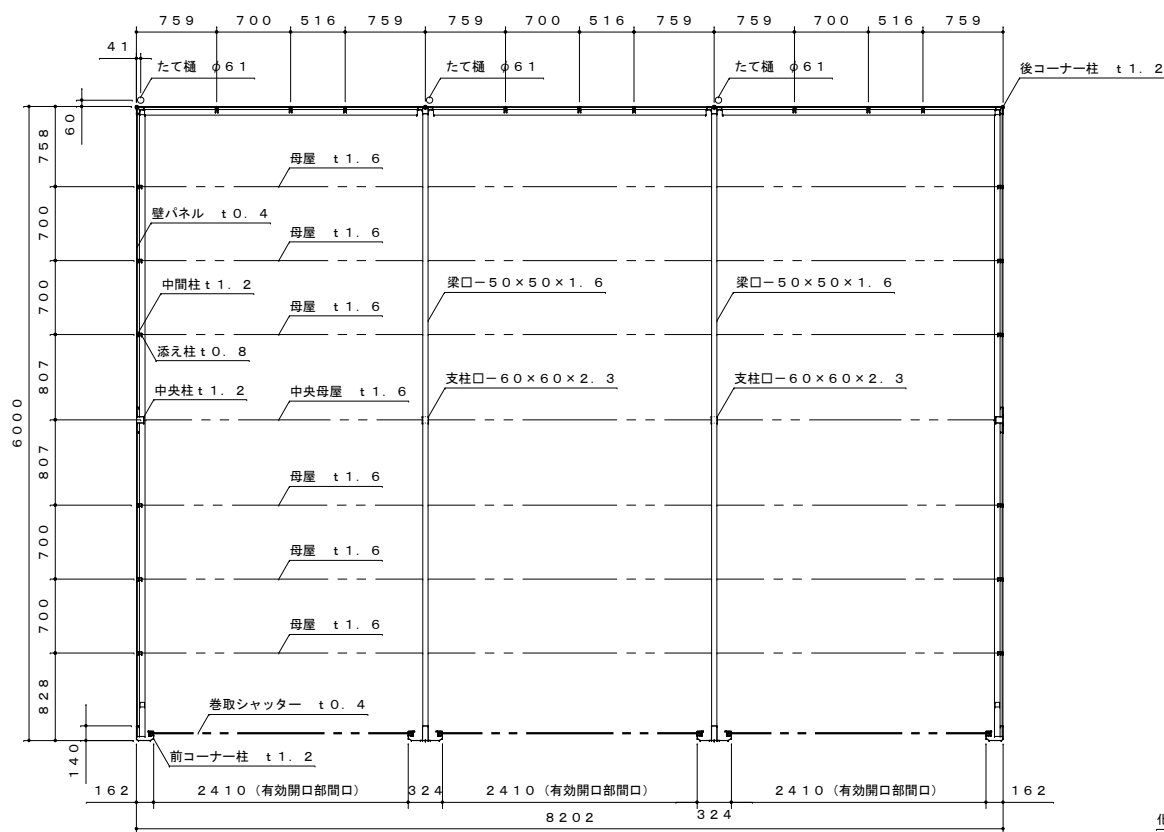 ７５９　７００　５１６　７５９　７５９　７００　５１６　７５９　７５９　７００　５１６　７５９
４１
たて樋　φ６１　たて樋　φ６１　たて樋　φ６１
後コーナー柱　ｔ１．２
６０
７５８
母屋　ｔ１．６
７００
壁パネル　ｔ０．４
母屋　ｔ１．６
７００
中間柱ｔ１．２
梁口－５０×５０×１．６　梁口－５０×５０×１．６
母屋　ｔ１．６
添え柱ｔ０．８
８０７
中央柱ｔ１．２
中央母屋　ｔ１．６
支柱口－６０×６０×２．３　支柱口－６０×６０×２．３
６０００
８０７
母屋　ｔ１．６
７００
母屋　ｔ１．６
７００
母屋　ｔ１．６
８２８
巻取シャッター　ｔ０．４
１４０
前コーナー柱　ｔ１．２
１６２　２４１０（有効開口部間口）　３２４　２４１０（有効開口部間口）　３２４　２４１０（有効開口部間口）　１６２
８２０２